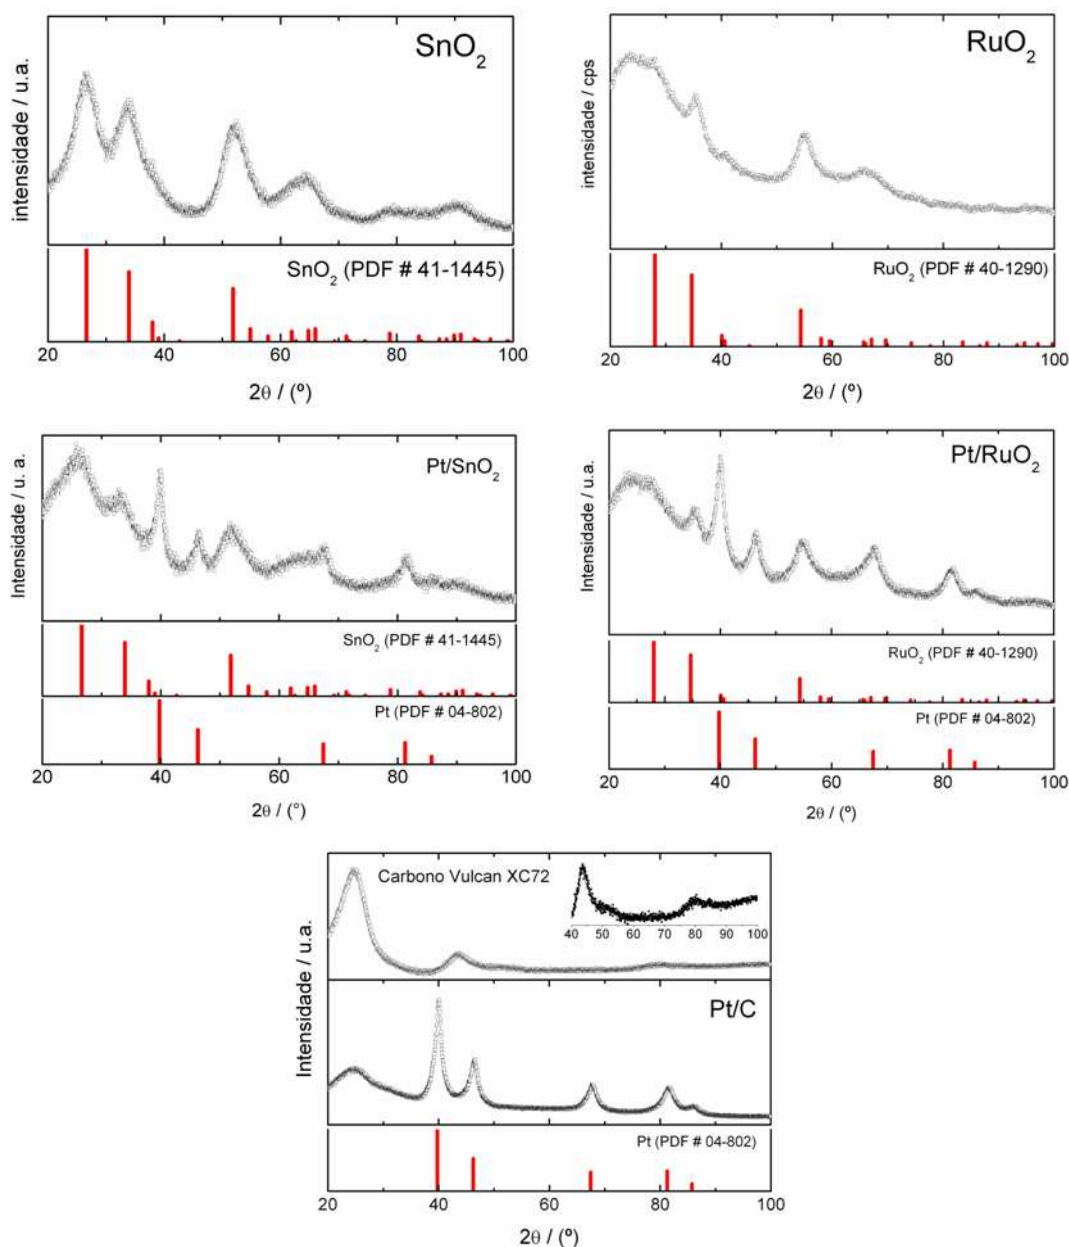 SnO₂
intensidade / u.a.
SnO₂ (PDF # 41-1445)
20 40 60 80 100
2θ / (º)
RuO₂
intensidade / cps
RuO₂ (PDF # 40-1290)
20 40 60 80 100
2θ / (º)
Pt/SnO₂
Intensidade / u. a.
SnO₂ (PDF # 41-1445)
Pt (PDF # 04-802)
20 40 60 80 100
2θ / (°)
Pt/RuO₂
Intensidade / u.a.
RuO₂ (PDF # 40-1290)
Pt (PDF # 04-802)
20 40 60 80 100
2θ / (º)
Carbono Vulcan XC72
40 50 60 70 80 90 100
Intensidade / u.a.
Pt/C
Pt (PDF # 04-802)
20 40 60 80 100
2θ / (º)